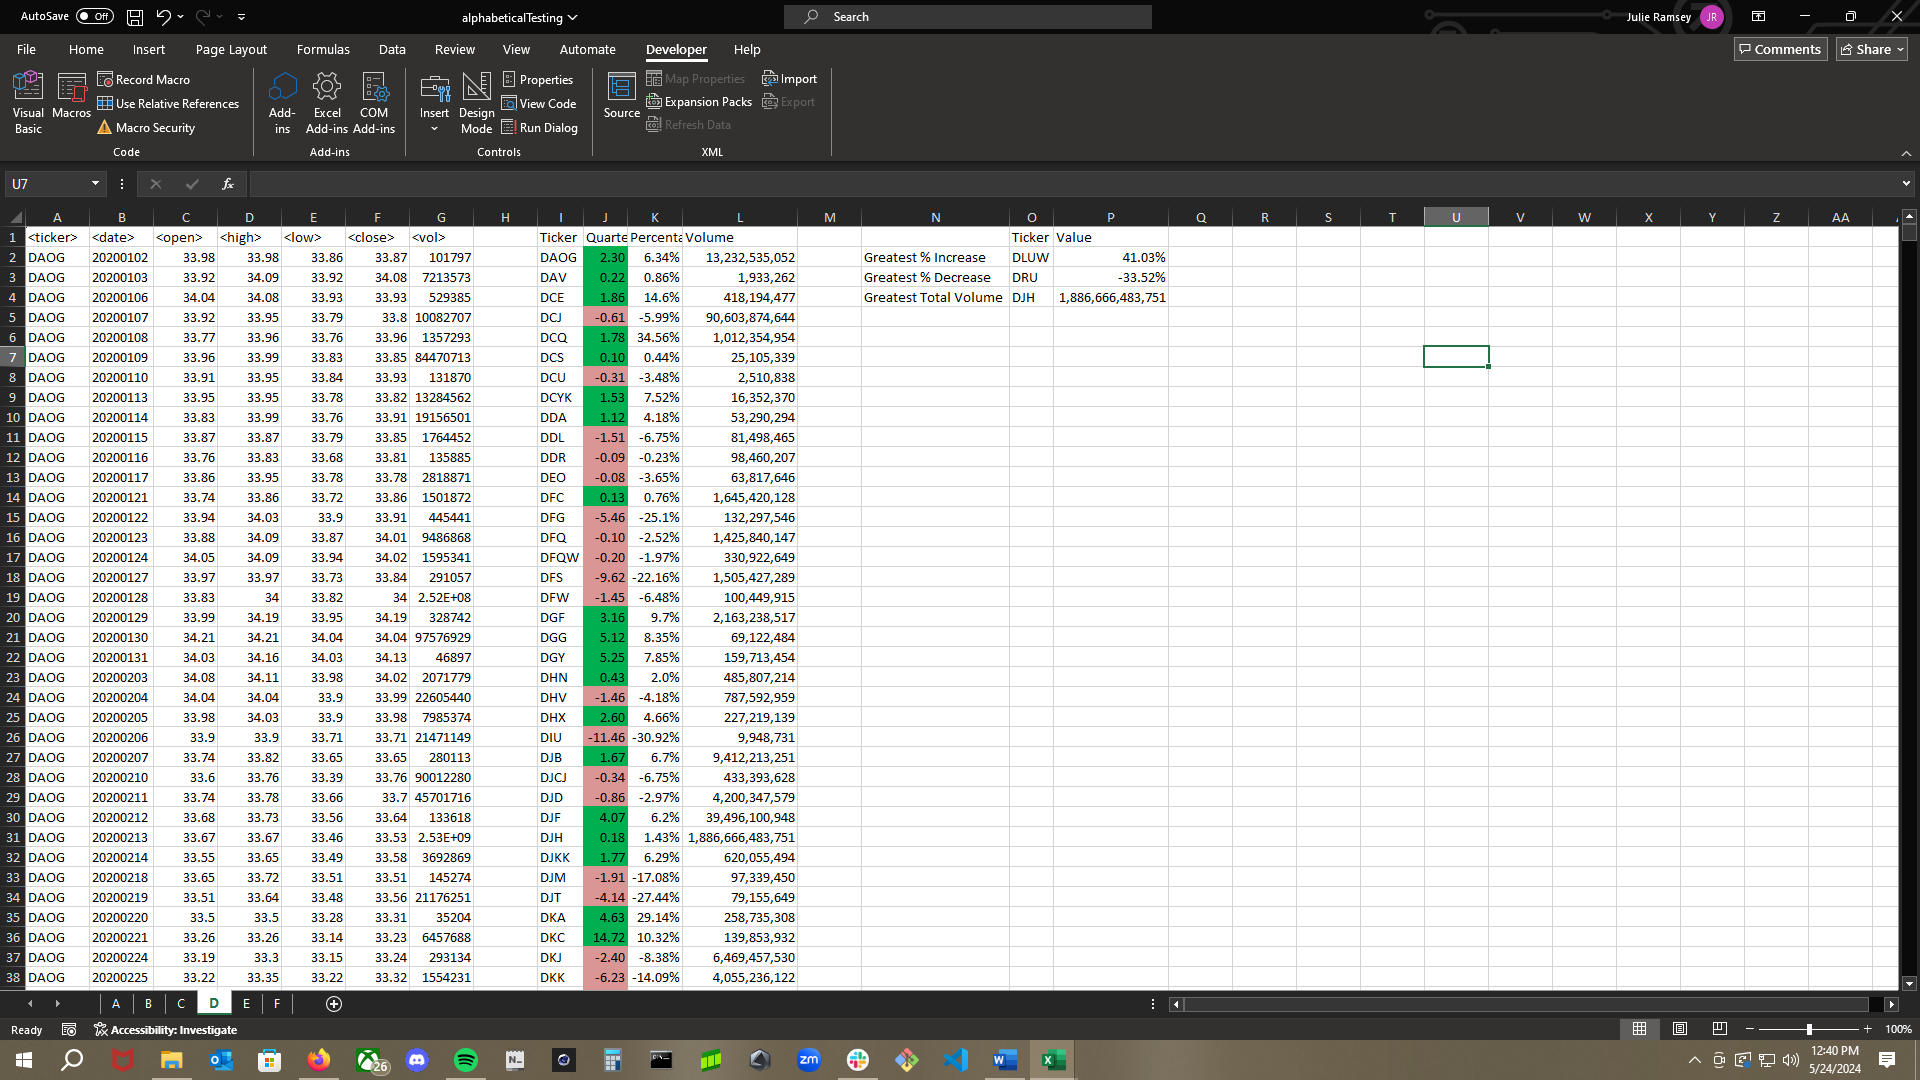 AutoSave Off alphabeticalTesting Search Julie Ramsey JR
File Home Insert Page Layout Formulas Data Review View Automate Developer Help Comments Share
Visual Basic
Macros
Record Macro
Use Relative References
Macro Security
Code
Add-ins
Excel Add-ins
COM Add-ins
Add-ins
Insert
Design Mode
Properties
View Code
Run Dialog
Controls
Source
Map Properties
Expansion Packs
Refresh Data
Import
Export
XML
U7 fx
A B C D E F G H I J K L M N O P Q R S T U V W X Y Z AA
1 <ticker> <date> <open> <high> <low> <close> <vol> Ticker Quarte Percenta Volume Ticker Value
2 DAOG 20200102 33.98 33.98 33.86 33.87 101797 DAOG 2.30 6.34% 13,232,535,052 Greatest % Increase DLUW 41.03%
3 DAOG 20200103 33.92 34.09 33.92 34.08 7213573 DAV 0.22 0.86% 1,933,262 Greatest % Decrease DRU -33.52%
4 DAOG 20200106 34.04 34.08 33.93 33.93 529385 DCE 1.86 14.6% 418,194,477 Greatest Total Volume DJH 1,886,666,483,751
5 DAOG 20200107 33.92 33.95 33.79 33.8 10082707 DCJ -0.61 -5.99% 90,603,874,644
6 DAOG 20200108 33.77 33.96 33.76 33.96 1357293 DCQ 1.78 34.56% 1,012,354,954
7 DAOG 20200109 33.96 33.99 33.83 33.85 84470713 DCS 0.10 0.44% 25,105,339
8 DAOG 20200110 33.91 33.95 33.84 33.93 131870 DCU -0.31 -3.48% 2,510,838
9 DAOG 20200113 33.95 33.95 33.78 33.82 13284562 DCYK 1.53 7.52% 16,352,370
10 DAOG 20200114 33.83 33.99 33.76 33.91 19156501 DDA 1.12 4.18% 53,290,294
11 DAOG 20200115 33.87 33.87 33.79 33.85 1764452 DDL -1.51 -6.75% 81,498,465
12 DAOG 20200116 33.76 33.83 33.68 33.81 135885 DDR -0.09 -0.23% 98,460,207
13 DAOG 20200117 33.86 33.95 33.78 33.78 2818871 DEO -0.08 -3.65% 63,817,646
14 DAOG 20200121 33.74 33.86 33.72 33.86 1501872 DFC 0.13 0.76% 1,645,420,128
15 DAOG 20200122 33.94 34.03 33.9 33.91 445441 DFG -5.46 -25.1% 132,297,546
16 DAOG 20200123 33.88 34.09 33.87 34.01 9486868 DFQ -0.10 -2.52% 1,425,840,147
17 DAOG 20200124 34.05 34.09 33.94 34.02 1595341 DFQW -0.20 -1.97% 330,922,649
18 DAOG 20200127 33.97 33.97 33.73 33.84 291057 DFS -9.62 -22.16% 1,505,427,289
19 DAOG 20200128 33.83 34 33.82 34 2.52E+08 DFW -1.45 -6.48% 100,449,915
20 DAOG 20200129 33.99 34.19 33.95 34.19 328742 DGF 3.16 9.7% 2,163,238,517
21 DAOG 20200130 34.21 34.21 34.04 34.04 97576929 DGG 5.12 8.35% 69,122,484
22 DAOG 20200131 34.03 34.16 34.03 34.13 46897 DGY 5.25 7.85% 159,713,454
23 DAOG 20200203 34.08 34.11 33.98 34.02 2071779 DHN 0.43 2.0% 485,807,214
24 DAOG 20200204 34.04 34.04 33.9 33.99 22605440 DHV -1.46 -4.18% 787,592,959
25 DAOG 20200205 33.98 34.03 33.9 33.98 7985374 DHX 2.60 4.66% 227,219,139
26 DAOG 20200206 33.9 33.9 33.71 33.71 21471149 DIU -11.46 -30.92% 9,948,731
27 DAOG 20200207 33.74 33.82 33.65 33.65 280113 DJB 1.67 6.7% 9,412,213,251
28 DAOG 20200210 33.6 33.76 33.39 33.76 90012280 DJCJ -0.34 -6.75% 433,393,628
29 DAOG 20200211 33.74 33.78 33.66 33.7 45701716 DJD -0.86 -2.97% 4,200,347,579
30 DAOG 20200212 33.68 33.73 33.56 33.64 133618 DJF 4.07 6.2% 39,496,100,948
31 DAOG 20200213 33.67 33.67 33.46 33.53 2.53E+09 DJH 0.18 1.43% 1,886,666,483,751
32 DAOG 20200214 33.55 33.65 33.49 33.58 3692869 DJKK 1.77 6.29% 620,055,494
33 DAOG 20200218 33.65 33.72 33.51 33.51 145274 DJM -1.91 -17.08% 97,339,450
34 DAOG 20200219 33.51 33.64 33.48 33.56 21176251 DJT -4.14 -27.44% 79,155,649
35 DAOG 20200220 33.5 33.5 33.28 33.31 35204 DKA 4.63 29.14% 258,735,308
36 DAOG 20200221 33.26 33.26 33.14 33.23 6457688 DKC 14.72 10.32% 139,853,932
37 DAOG 20200224 33.19 33.3 33.15 33.24 293134 DKJ -2.40 -8.38% 6,469,457,530
38 DAOG 20200225 33.22 33.35 33.22 33.32 1554231 DKK -6.23 -14.09% 4,055,236,122
A B C D E F
Ready Accessibility: Investigate 100%
26 N zm W X 12:40 PM
5/24/2024